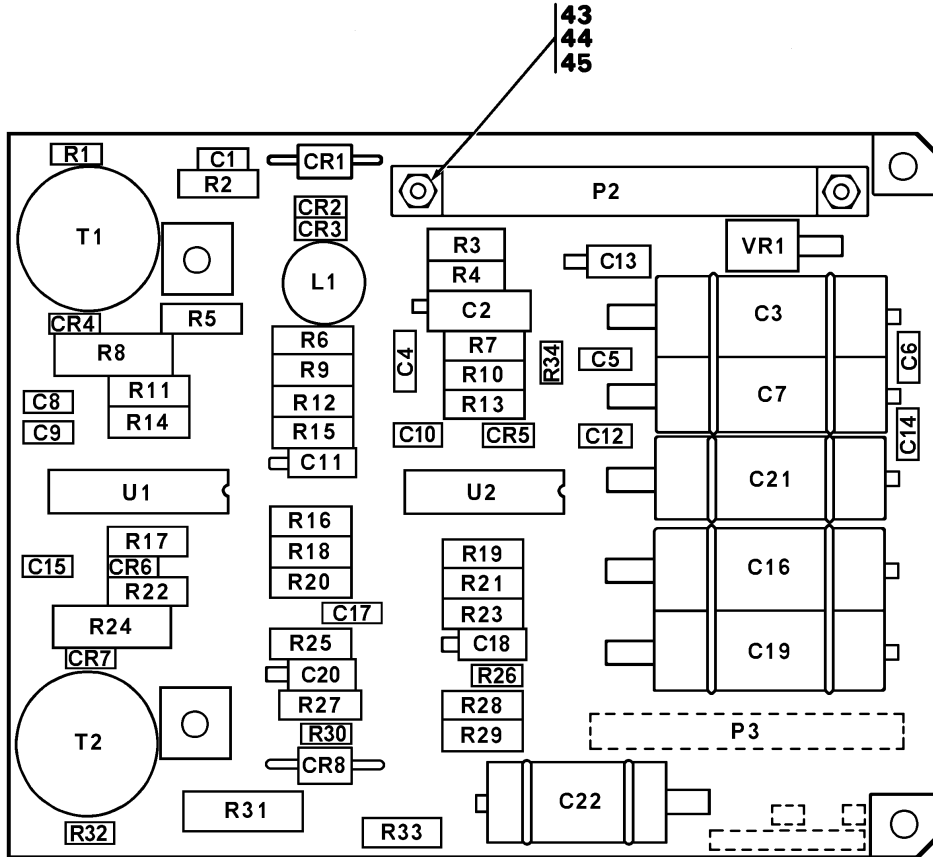 43
44
45
R1
C1
CR1
R2
P2
CR2
CR3
T1
R3
VR1
R4
C13
L1
CR4
R5
C2
C3
R6
R7
C4
R34
C5
C6
R8
R9
R10
R11
R12
R13
C7
C8
R14
R15
C9
C10
CR5
C12
C14
C11
U1
U2
C21
R16
R17
R18
R19
C15
CR6
R20
R21
C16
R22
C17
R23
R24
R25
C18
C19
CR7
C20
R26
R27
R28
T2
R30
R29
P3
CR8
R31
C22
R32
R33